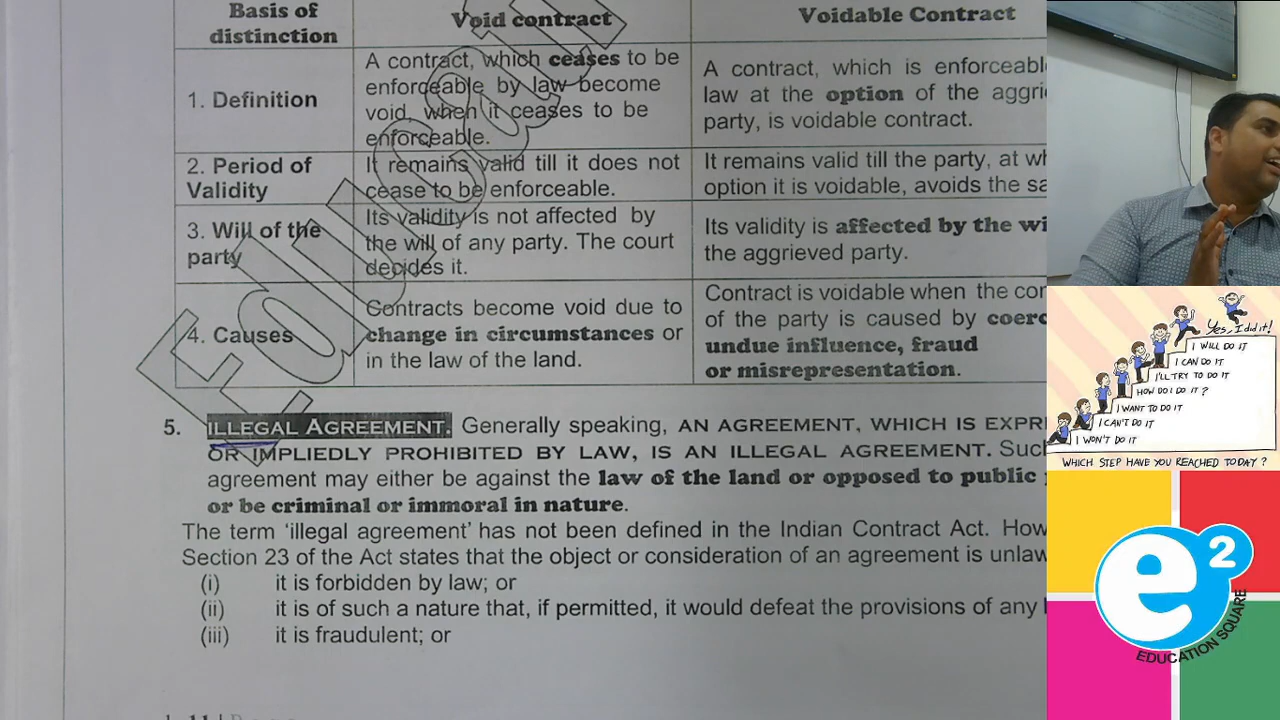 Basis of
distinction
Void contract
Voidable Contract
1. Definition
A contract, which ceases to be
enforceable by law become
void, when it ceases to be
enforceable.
A contract, which is enforceabl
law at the option of the aggri
party, is voidable contract.
2. Period of
Validity
It remains valid till it does not
cease to be enforceable.
It remains valid till the party, at wh
option it is voidable, avoids the sa
3. Will of the
party
Its validity is not affected by
the will of any party. The court
decides it.
Its validity is affected by the wi
the aggrieved party.
4. Causes
Contracts become void due to
change in circumstances or
in the law of the land.
Contract is voidable when the cor
of the party is caused by coerc
undue influence, fraud
or misrepresentation.
5. ILLEGAL AGREEMENT. Generally speaking, AN AGREEMENT, WHICH IS EXPR
OR IMPLIEDLY PROHIBITED BY LAW, IS AN ILLEGAL AGREEMENT. Suc
agreement may either be against the law of the land or opposed to public
or be criminal or immoral in nature.
The term 'illegal agreement' has not been defined in the Indian Contract Act. How
Section 23 of the Act states that the object or consideration of an agreement is unlaw
(i) it is forbidden by law; or
(ii) it is of such a nature that, if permitted, it would defeat the provisions of any
(iii) it is fraudulent; or
Yes, I did it!
I WILL DO IT
I CAN DO IT
I'LL TRY TO DO IT
HOW DO I DO IT?
I WANT TO DO IT
I CAN'T DO IT
I WON'T DO IT
WHICH STEP HAVE YOU REACHED TODAY?
e2
EDUCATION SQUARE